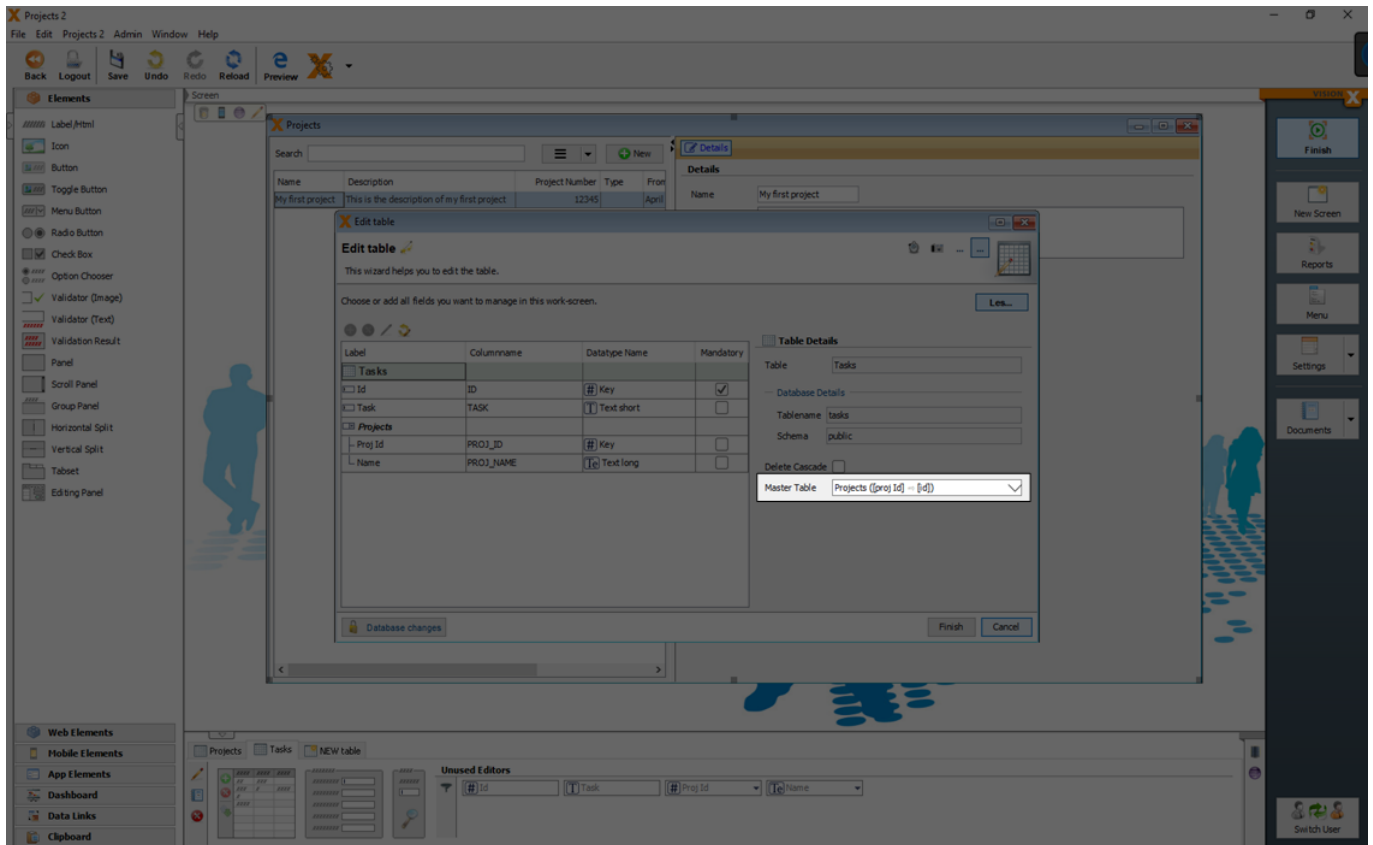 Projects 2
File Edit Projects 2 Admin Window Help
Back Logout Save Undo Redo Reload Preview
Elements
Label/Html
Icon
Button
Toggle Button
Menu Button
Radio Button
Check Box
Option Chooser
Validator (Image)
Validator (Text)
Validation Result
Panel
Scroll Panel
Group Panel
Horizontal Split
Vertical Split
Tabset
Editing Panel
Web Elements
Mobile Elements
App Elements
Dashboard
Data Links
Clipboard
Screen
Projects
Search
New
Name Description Project Number Type From
My first project This is the description of my first project 12345 April
Details
Details
Name My first project
Edit table
Edit table
This wizard helps you to edit the table.
Choose or add all fields you want to manage in this work-screen.
Les...
Label Columnname Datatype Name Mandatory
Tasks
Id ID # Key
Task TASK T Text short
Projects
Proj Id PROJ_ID # Key
Name PROJ_NAME Te Text long
Table Details
Table Tasks
Database Details
Tablename tasks
Schema public
Delete Cascade
Master Table Projects ([proj Id] → [id])
Database changes
Finish Cancel
Projects Tasks NEW table
Unused Editors
# Id T Task # Proj Id Te Name
VISION X
Finish
New Screen
Reports
Menu
Settings
Documents
Switch User